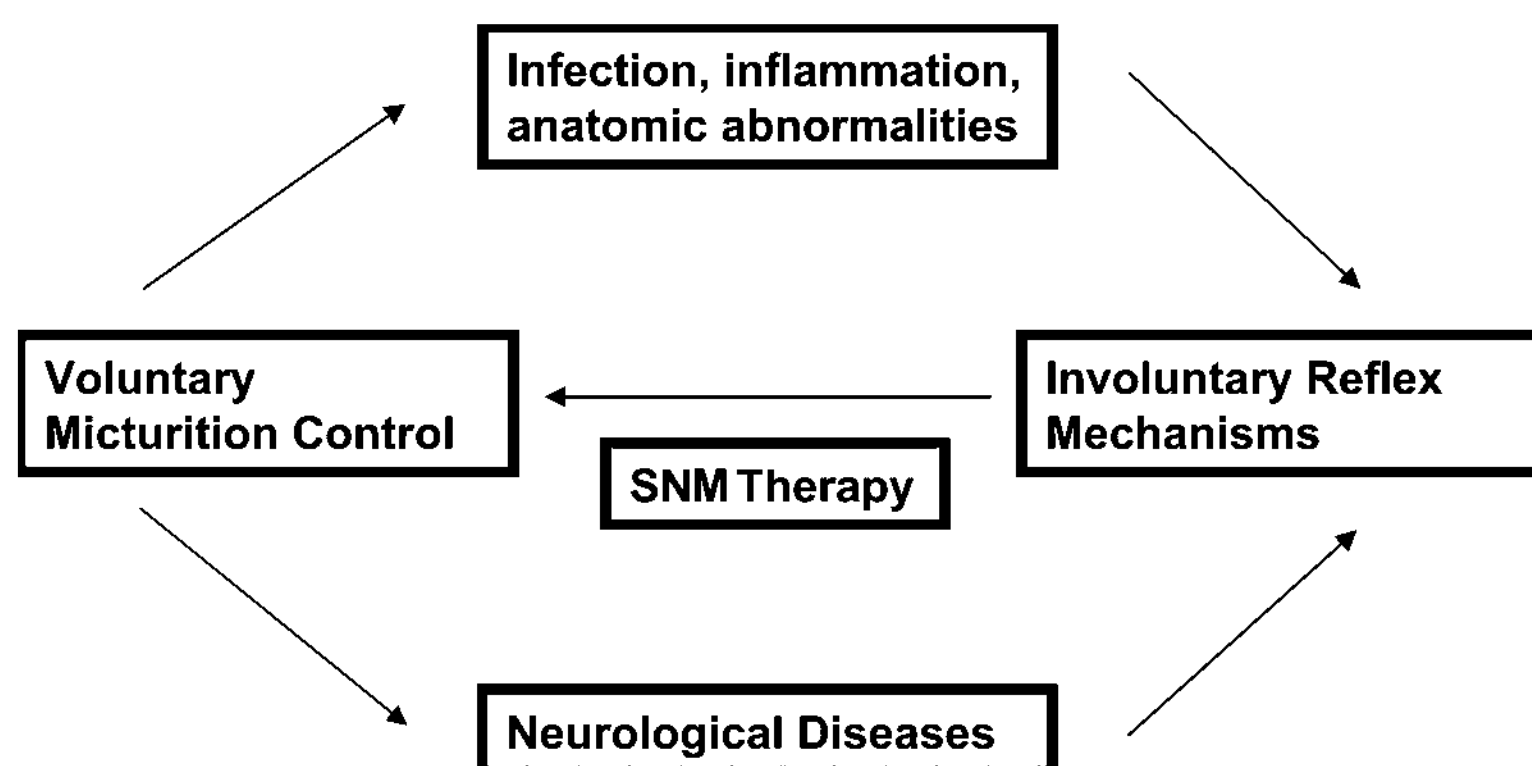 Infection, inflammation,
anatomic abnormalities
Voluntary
Micturition Control
Involuntary Reflex
Mechanisms
SNM Therapy
Neurological Diseases